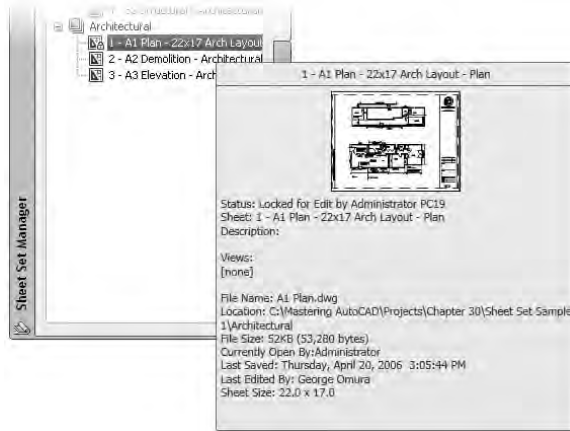 Architectural
1 - A1 Plan - 22x17 Arch Layout
2 - A2 Demolition - Architectural
3 - A3 Elevation - Arch
1 - A1 Plan - 22x17 Arch Layout - Plan
Status: Locked for Edit by Administrator PC19
Sheet: 1 - A1 Plan - 22x17 Arch Layout - Plan
Description:
Views:
[none]
File Name: A1 Plan.dwg
Location: C:\Mastering AutoCAD\Projects\Chapter 30\Sheet Set Sample
1\Architectural
File Size: 52KB (53,280 bytes)
Currently Open By:Administrator
Last Saved: Thursday, April 20, 2006 3:05:44 PM
Last Edited By: George Omura
Sheet Size: 22.0 x 17.0
Sheet Set Manager